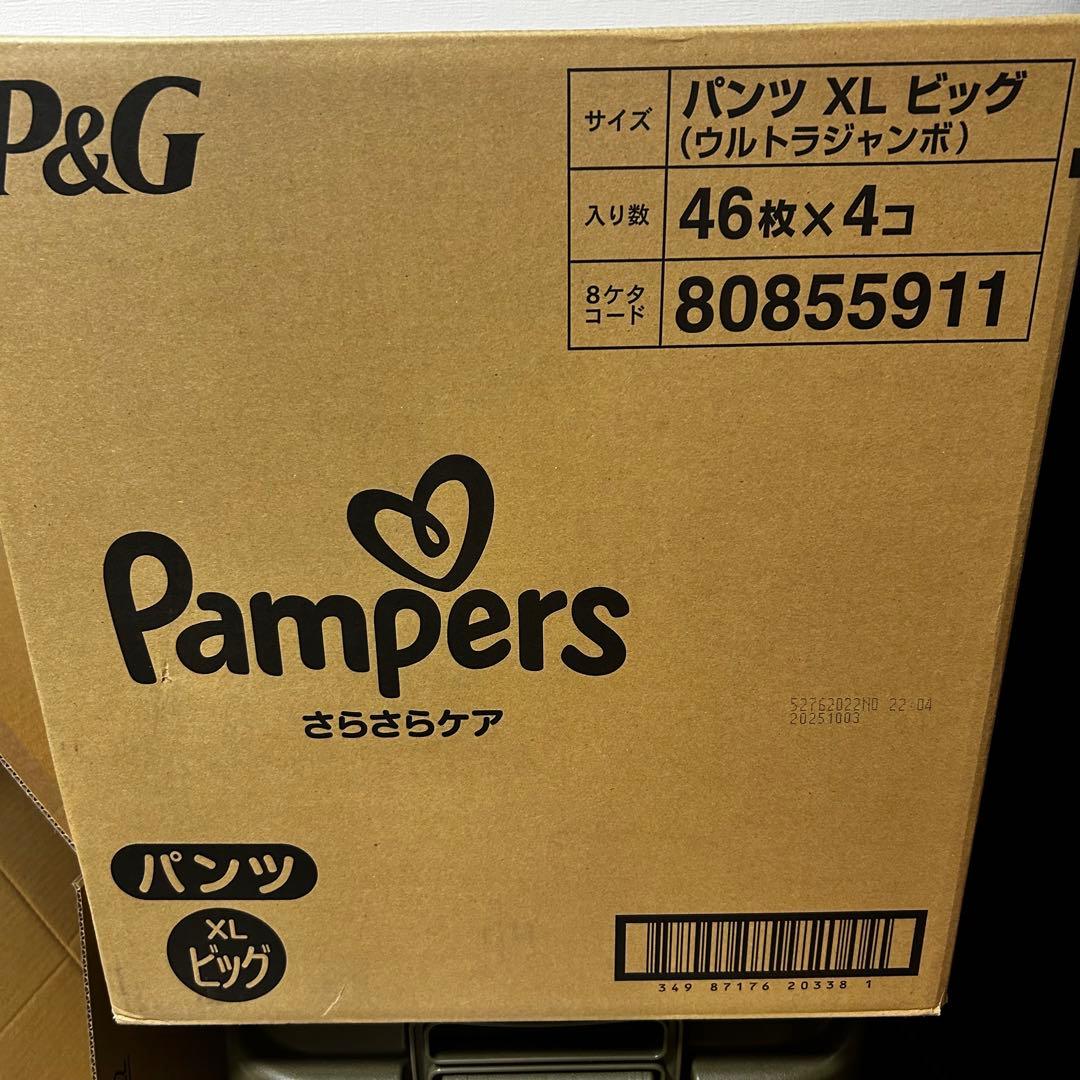 P&G
サイズ
パンツ XL ビッグ
(ウルトラジャンボ)
入り数
46枚×4コ
8ケタ
コード
80855911
Pampers
さらさらケア
52762022N0 22:04
20251003
パンツ
XL
ビッグ
349 87176 20338 1